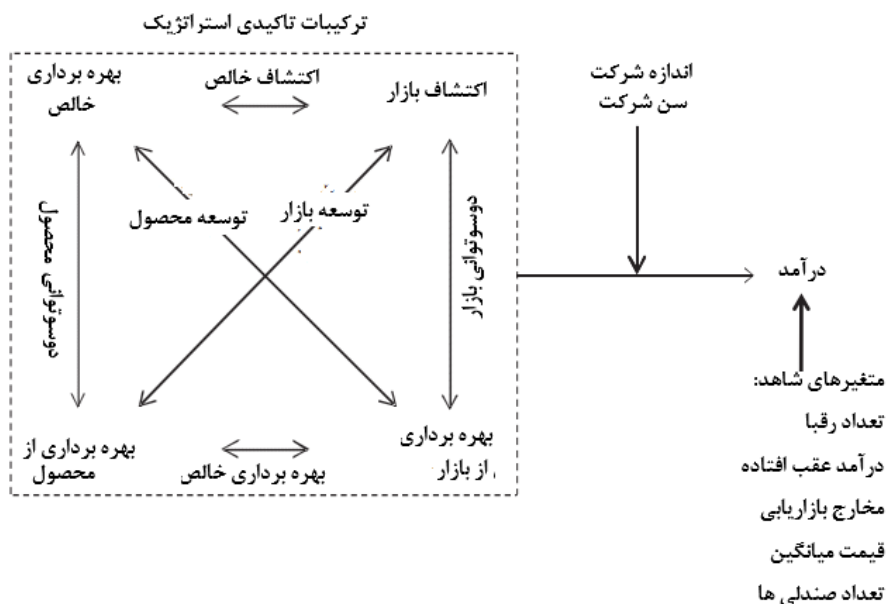 ترکیبات تاکیدی استراتژیک
بهره برداری
خالص
اکتشاف خالص
اکتشاف بازار
اندازه شرکت
سن شرکت
توسعه محصول
توسعه بازار
دوسوتوانی محصول
دوسوتوانی بازار
درآمد
بهره برداری از
محصول
بهره برداری خالص
بهره برداری
از بازار
متغیرهای شاهد:
تعداد رقبا
درآمد عقب افتاده
مخارج بازاریابی
قیمت میانگین
تعداد صندلی ها